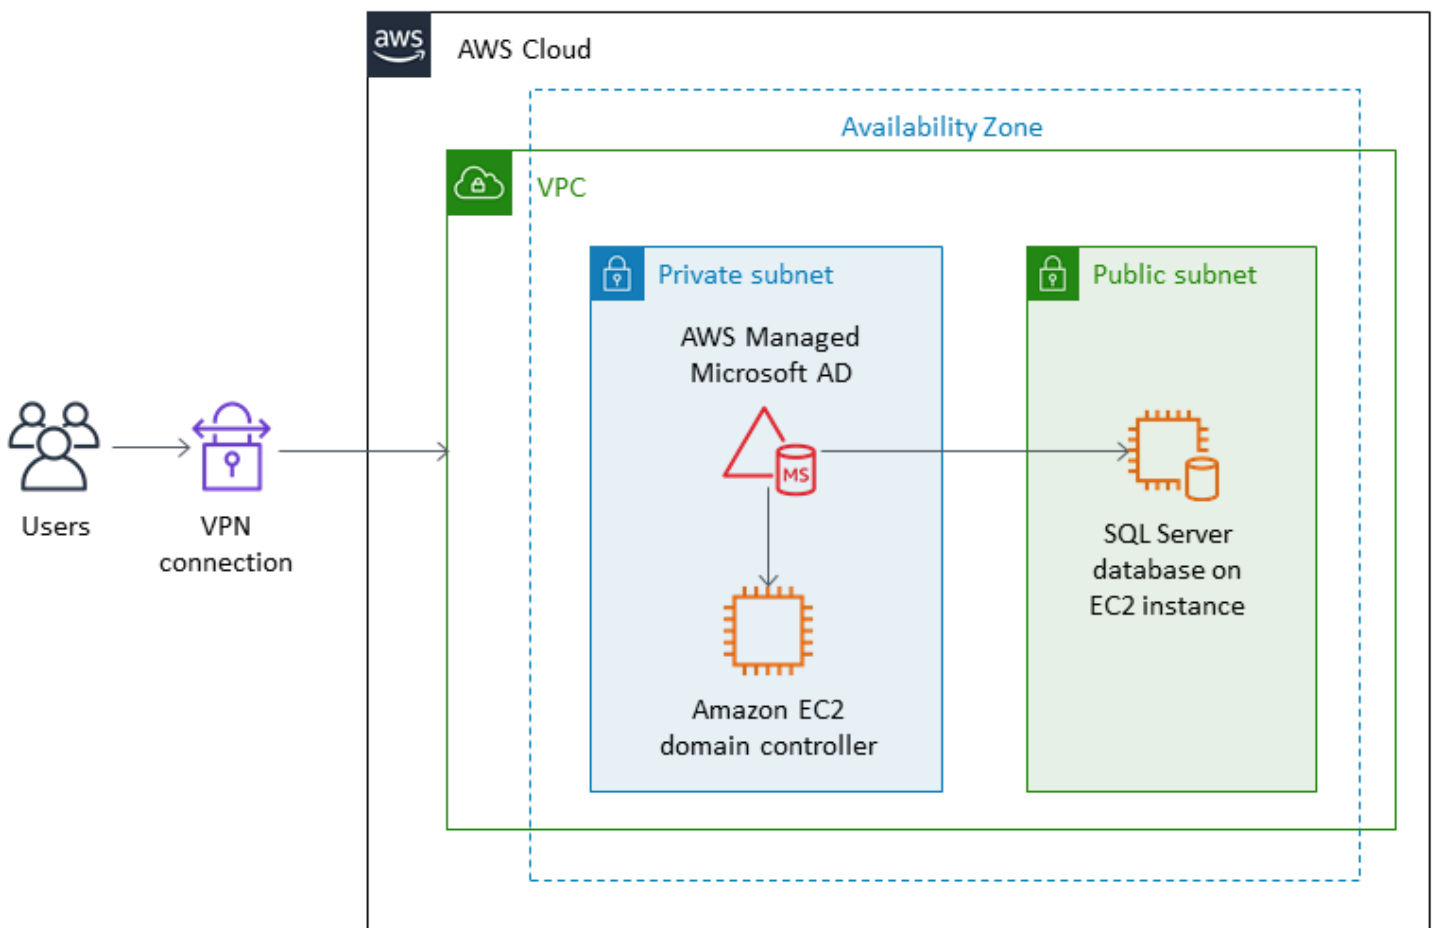 aws
AWS Cloud
Availability Zone
VPC
Private subnet
Public subnet
AWS Managed
Microsoft AD
MS
Users
VPN
connection
SQL Server
database on
EC2 instance
Amazon EC2
domain controller